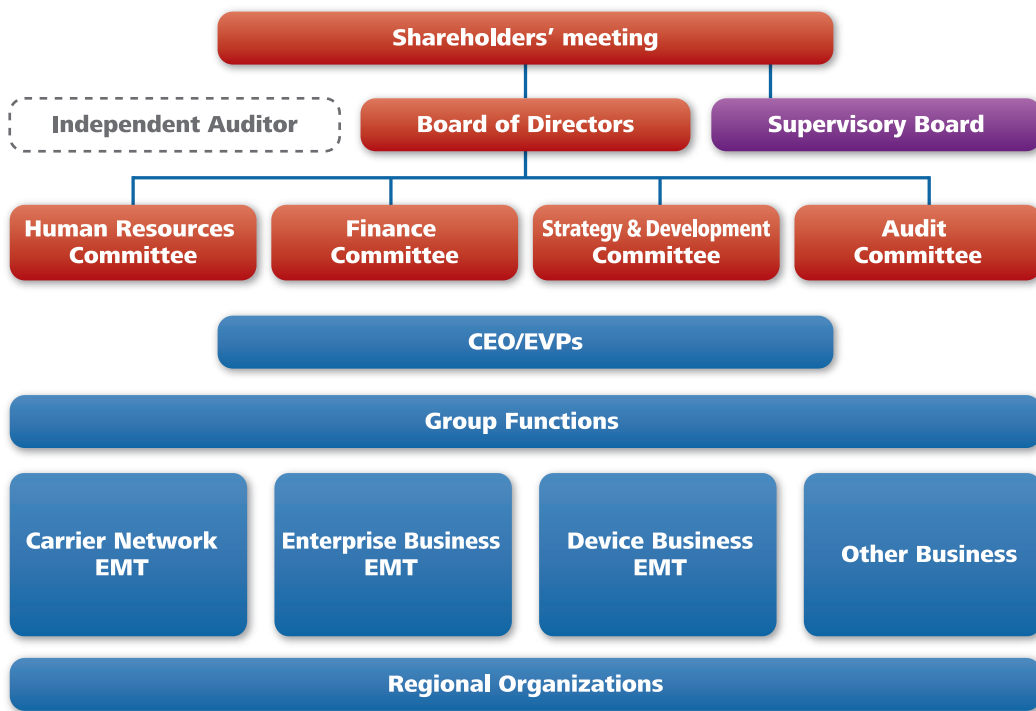 Shareholders’ meeting
Independent Auditor
Board of Directors
Supervisory Board
Human Resources
Committee
Finance
Committee
Strategy & Development
Committee
Audit
Committee
CEO/EVPs
Group Functions
Carrier Network
EMT
Enterprise Business
EMT
Device Business
EMT
Other Business
Regional Organizations